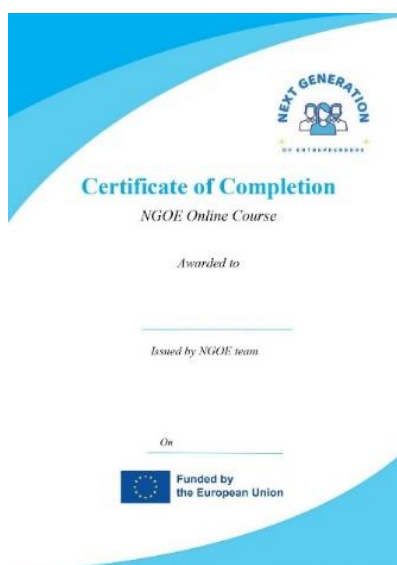 NEXT GENERATION
OF ENTREPRENEURS
Certificate of Completion
NGOE Online Course
Awarded to
Issued by NGOE team
On
Funded by
the European Union